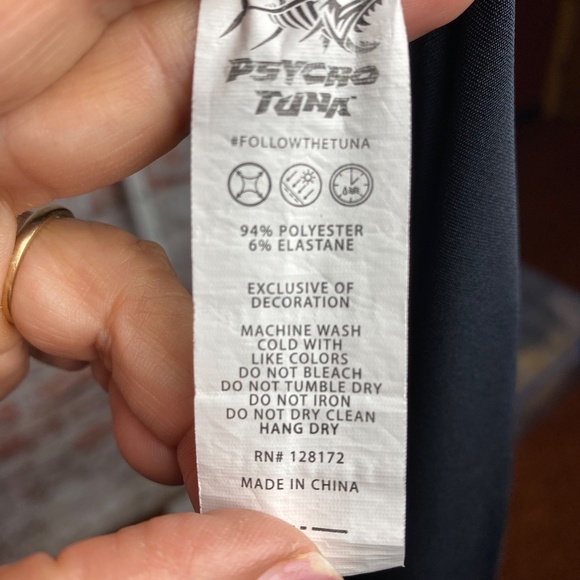 PSYCHO
TUNA
#FOLLOWTHETUNA
94% POLYESTER
6% ELASTANE
EXCLUSIVE OF
DECORATION
MACHINE WASH
COLD WITH
LIKE COLORS
DO NOT BLEACH
DO NOT TUMBLE DRY
DO NOT IRON
DO NOT DRY CLEAN
HANG DRY
RN# 128172
MADE IN CHINA